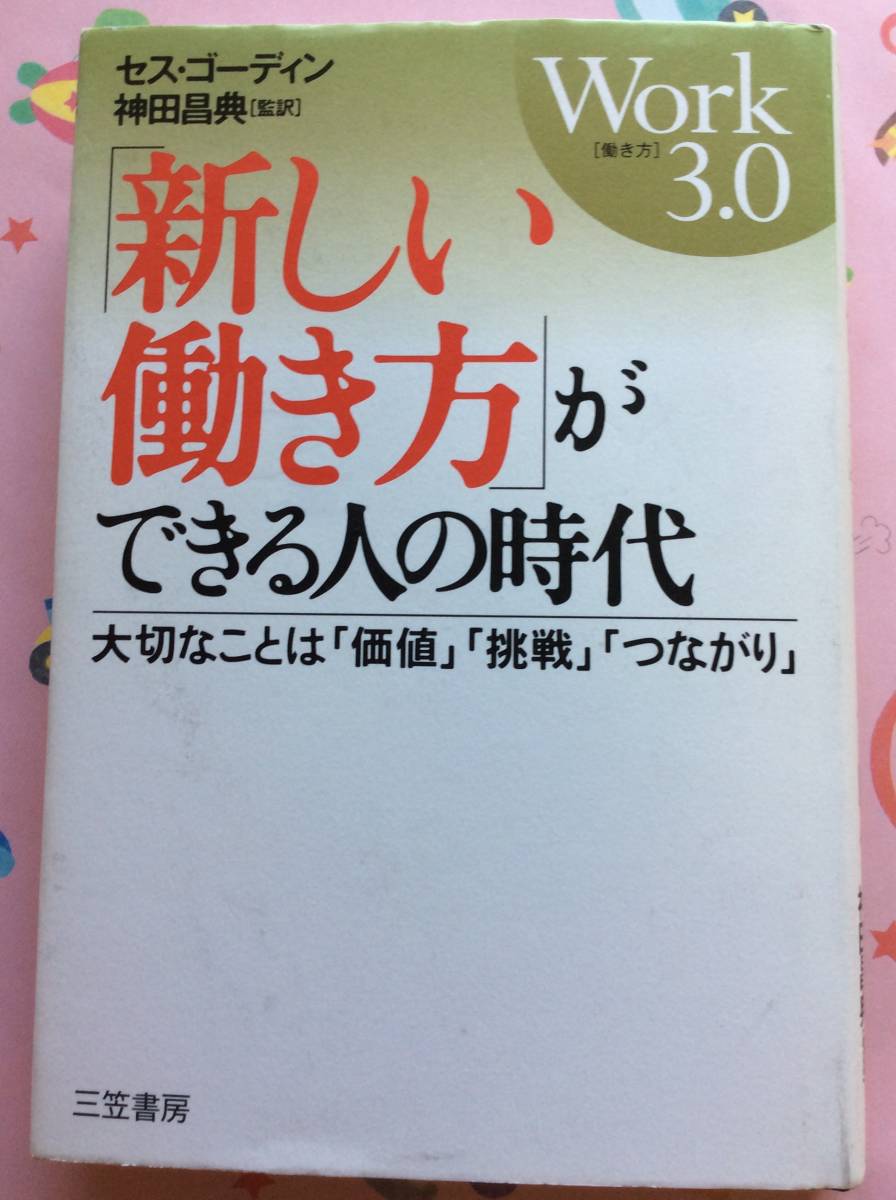 セス・ゴーディン
神田昌典[監訳]
Work
[働き方]
3.0
「新しい
働き方」が
できる人の時代
大切なことは「価値」「挑戦」「つながり」
三笠書房